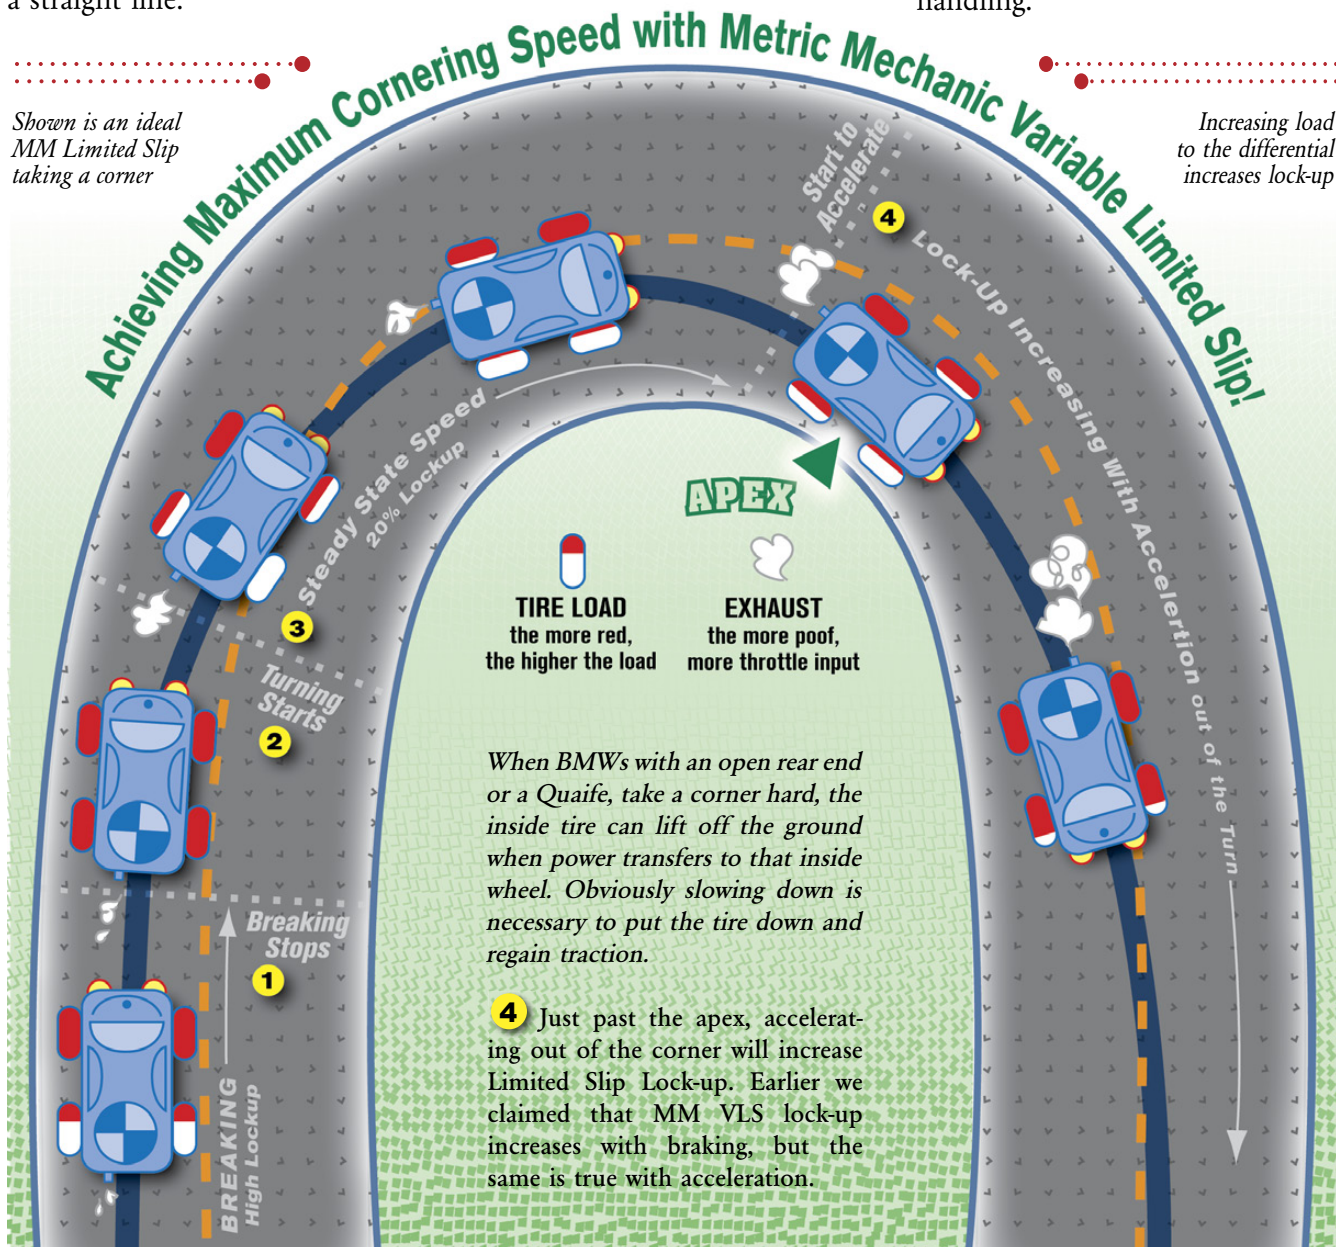 a straight line.
handling.
Achieving Maximum Cornering Speed with Metric Mechanic Variable Limited Slip!
Shown is an ideal
MM Limited Slip
taking a corner
Increasing load
to the differential
increases lock-up
Start to
Accelerate
4
Lock-Up Increasing With Accelertion out of the Turn
Steady State Speed
20% Lockup
APEX
TIRE LOAD
the more red,
the higher the load
EXHAUST
the more poof,
more throttle input
3
Turning
Starts
2
When BMWs with an open rear end
or a Quaife, take a corner hard, the
inside tire can lift off the ground
when power transfers to that inside
wheel. Obviously slowing down is
necessary to put the tire down and
regain traction.
Breaking
Stops
1
4 Just past the apex, accelerat-
ing out of the corner will increase
Limited Slip Lock-up. Earlier we
claimed that MM VLS lock-up
increases with braking, but the
same is true with acceleration.
BREAKING
High Lockup